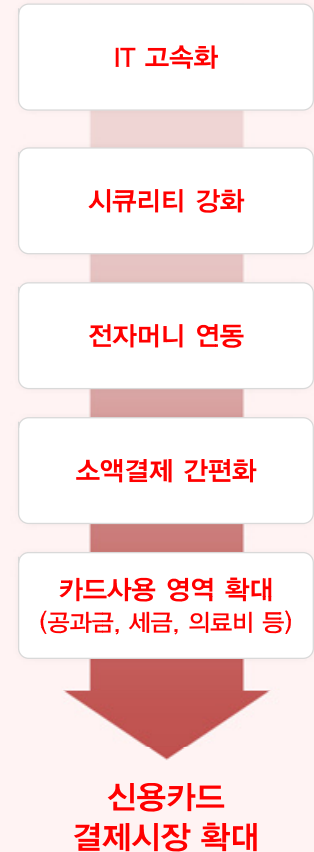 IT 고속화
시큐리티 강화
전자머니 연동
소액결제 간편화
카드사용 영역 확대
(공과금, 세금, 의료비 등)
신용카드
결제시장 확대